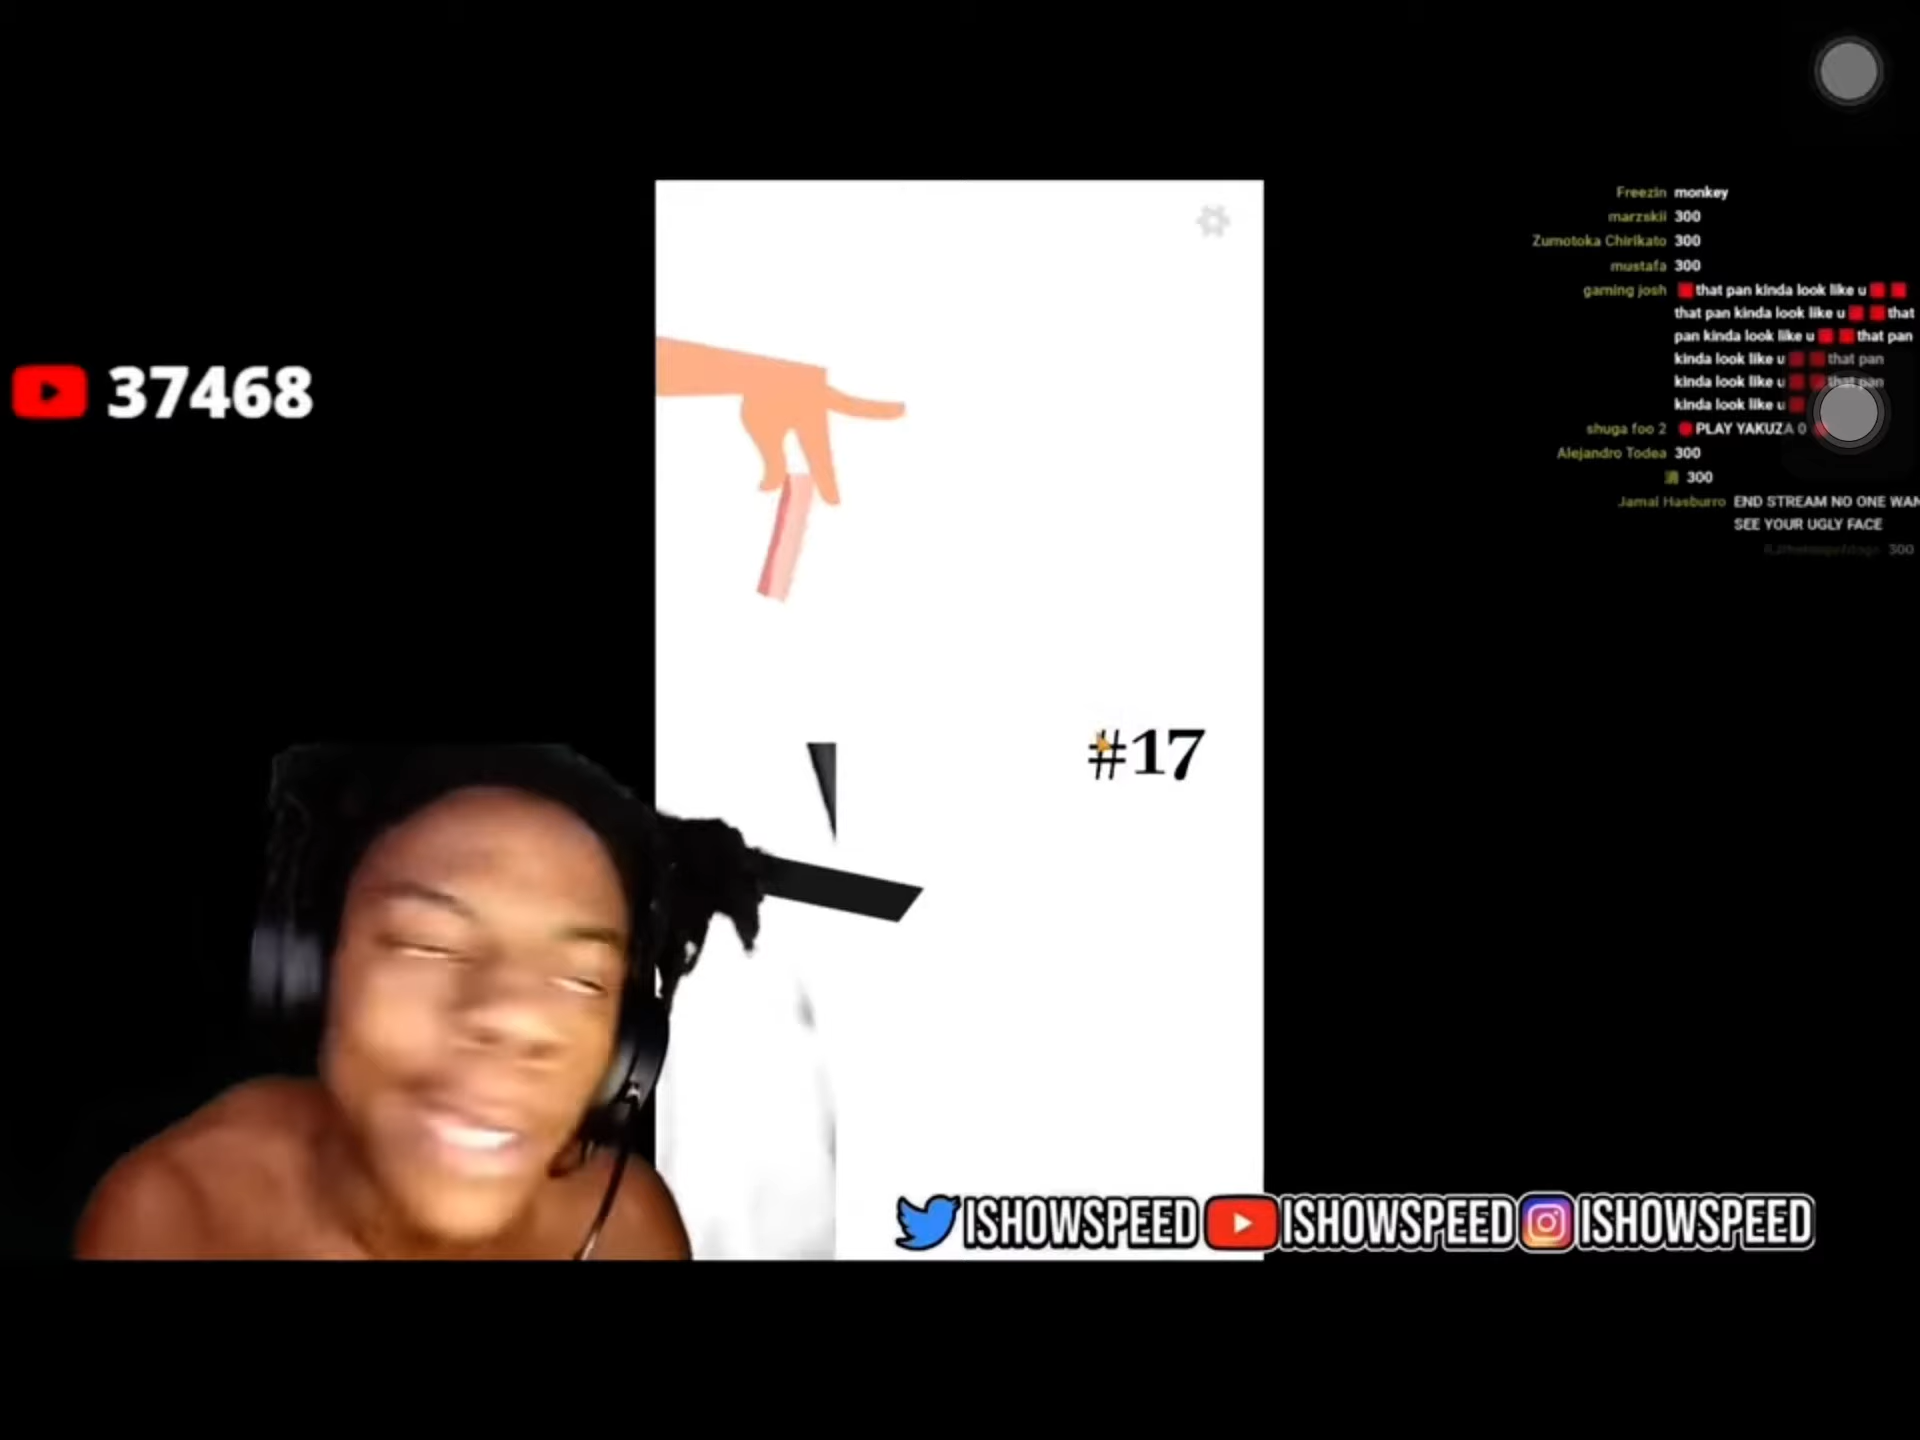 Freezin monkey
marzskii 300
Zumotoka Chirikato 300
mustafa 300
gaming josh that pan kinda look like u
that pan kinda look like u that
pan kinda look like u that pan
kinda look like u that pan
kinda look like u that pan
kinda look like u
shuga foo 2 PLAY YAKUZA 0
Alejandro Todea 300
300
Jamal Hasburro END STREAM NO ONE WAN
SEE YOUR UGLY FACE
300
37468
#17
ISHOWSPEED ISHOWSPEED ISHOWSPEED